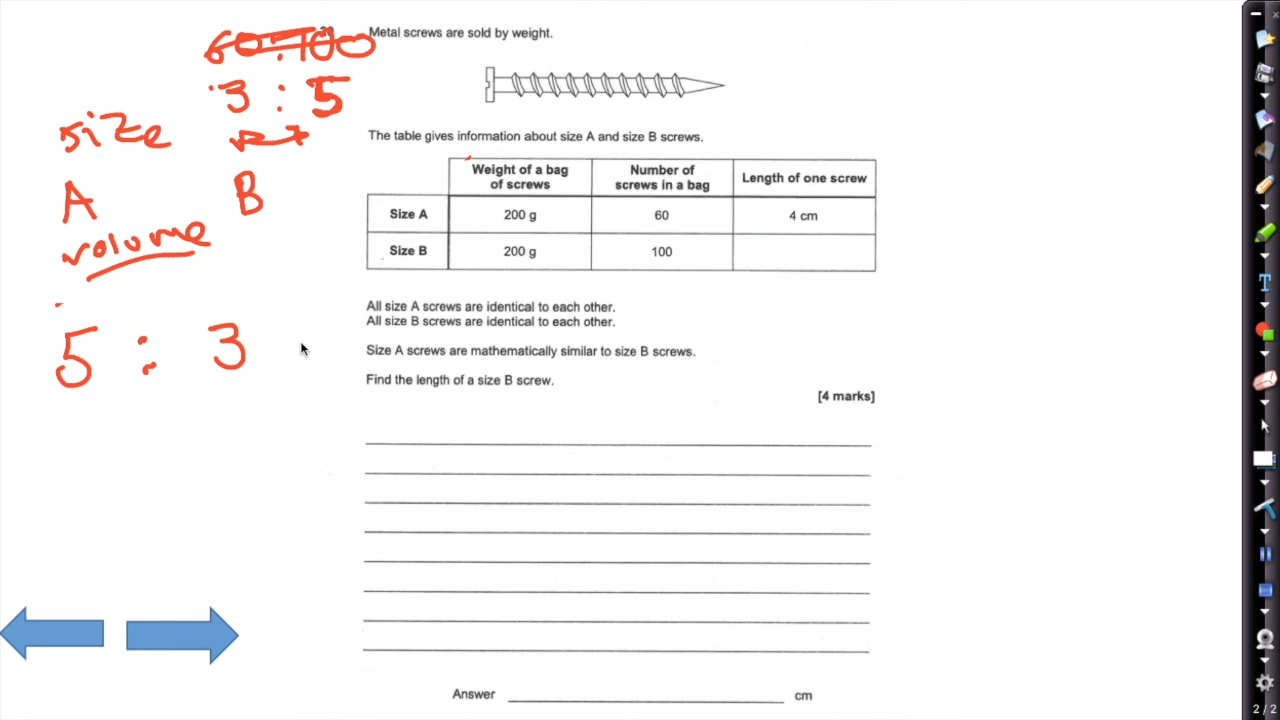 60:100
3 : 5
size
A B
volume
5 : 3
Metal screws are sold by weight.
The table gives information about size A and size B screws.
Weight of a bag of screws Number of screws in a bag Length of one screw
Size A 200 g 60 4 cm
Size B 200 g 100
All size A screws are identical to each other.
All size B screws are identical to each other.
Size A screws are mathematically similar to size B screws.
Find the length of a size B screw.
[4 marks]
Answer cm
2 / 2